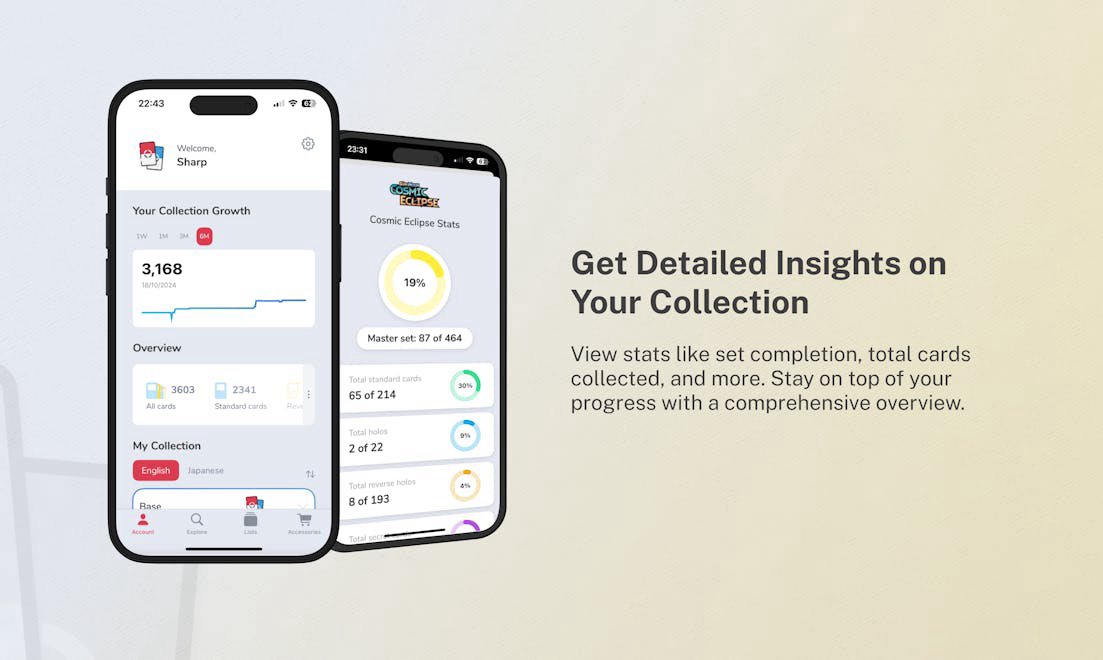 22:43
Welcome,
Sharp
Your Collection Growth
1W 1M 3M 6M
3,168
18/10/2024
Overview
3603
All cards
2341
Standard cards
My Collection
English Japanese
Base
Account Explore Lists Accessories
23:31
COSMIC
ECLIPSE
Cosmic Eclipse Stats
19%
Master set: 87 of 464
Total standard cards
65 of 214
30%
Total holos
2 of 22
9%
Total reverse holos
8 of 193
4%
Get Detailed Insights on
Your Collection
View stats like set completion, total cards
collected, and more. Stay on top of your
progress with a comprehensive overview.